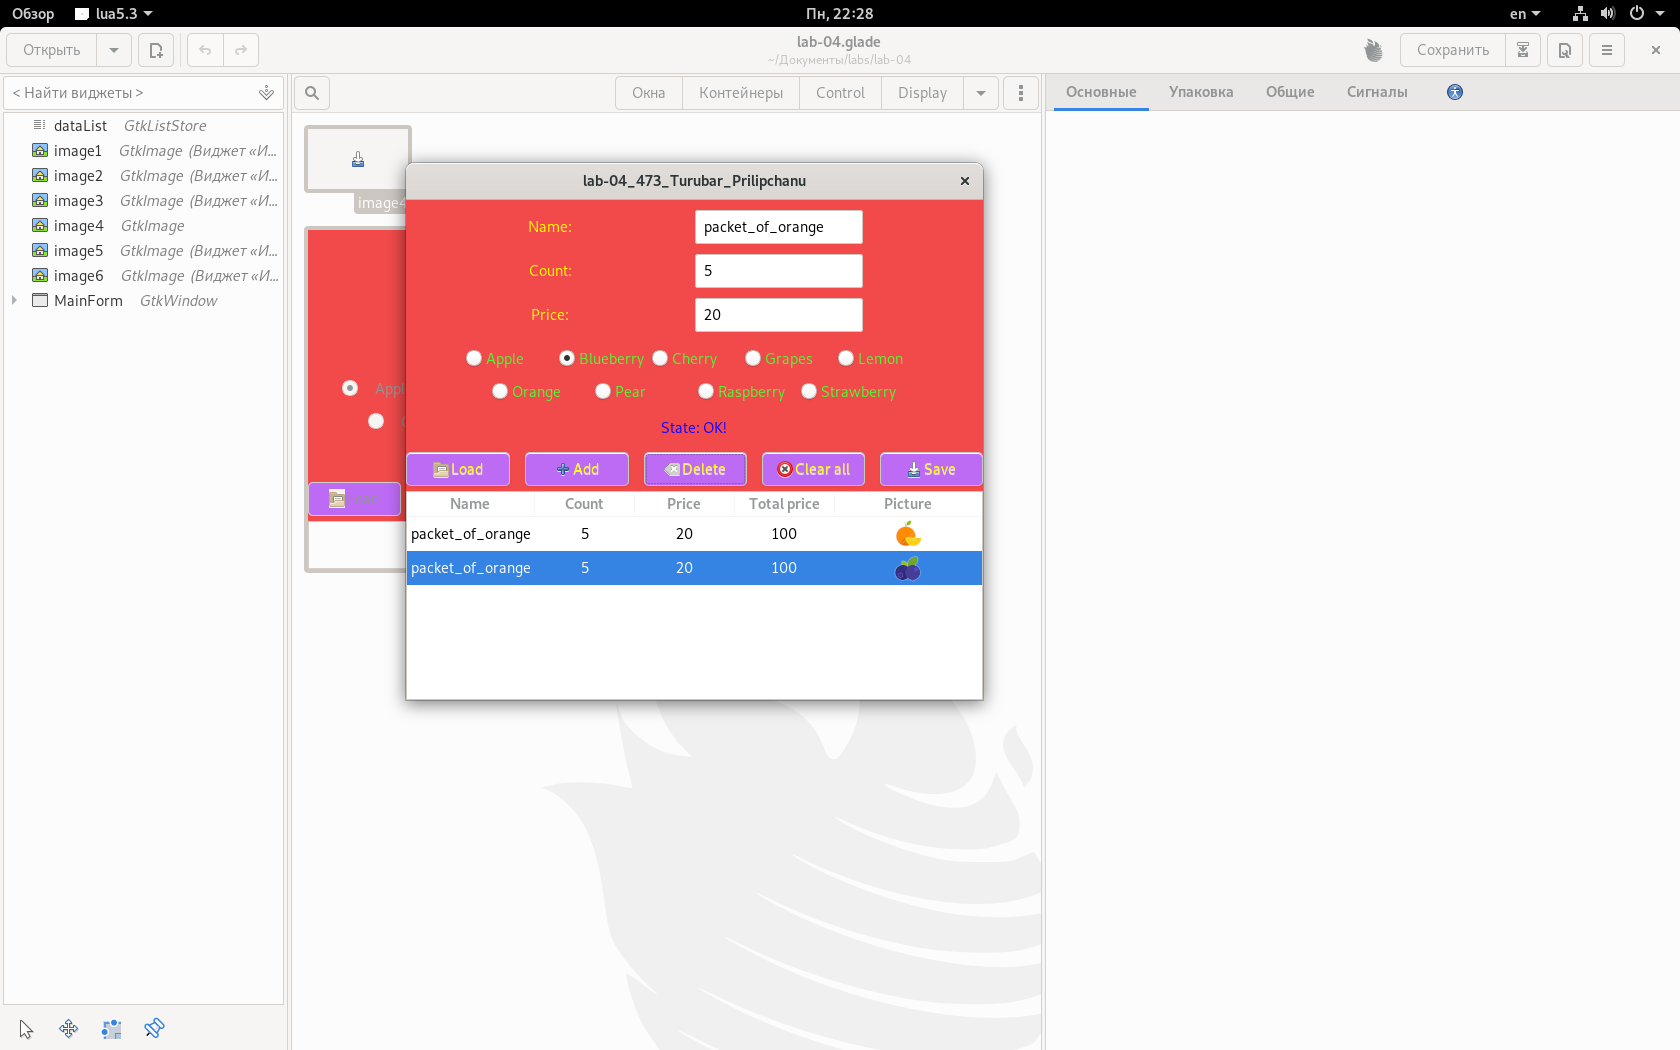 Обзор lua5.3 Пн, 22:28 en
Открыть lab-04.glade Сохранить
~/Документы/labs/lab-04
< Найти виджеты > Окна Контейнеры Control Display Основные Упаковка Общие Сигналы
dataList GtkListStore
image1 GtkImage (Виджет «И...
image2 GtkImage (Виджет «И...
image3 GtkImage (Виджет «И...
image4 GtkImage
image5 GtkImage (Виджет «И...
image6 GtkImage (Виджет «И...
MainForm GtkWindow
image4
lab-04_473_Turubar_Prilipchanu
Name: packet_of_orange
Count: 5
Price: 20
Apple Blueberry Cherry Grapes Lemon
Orange Pear Raspberry Strawberry
State: OK!
Load Add Delete Clear all Save
Name Count Price Total price Picture
packet_of_orange 5 20 100
packet_of_orange 5 20 100